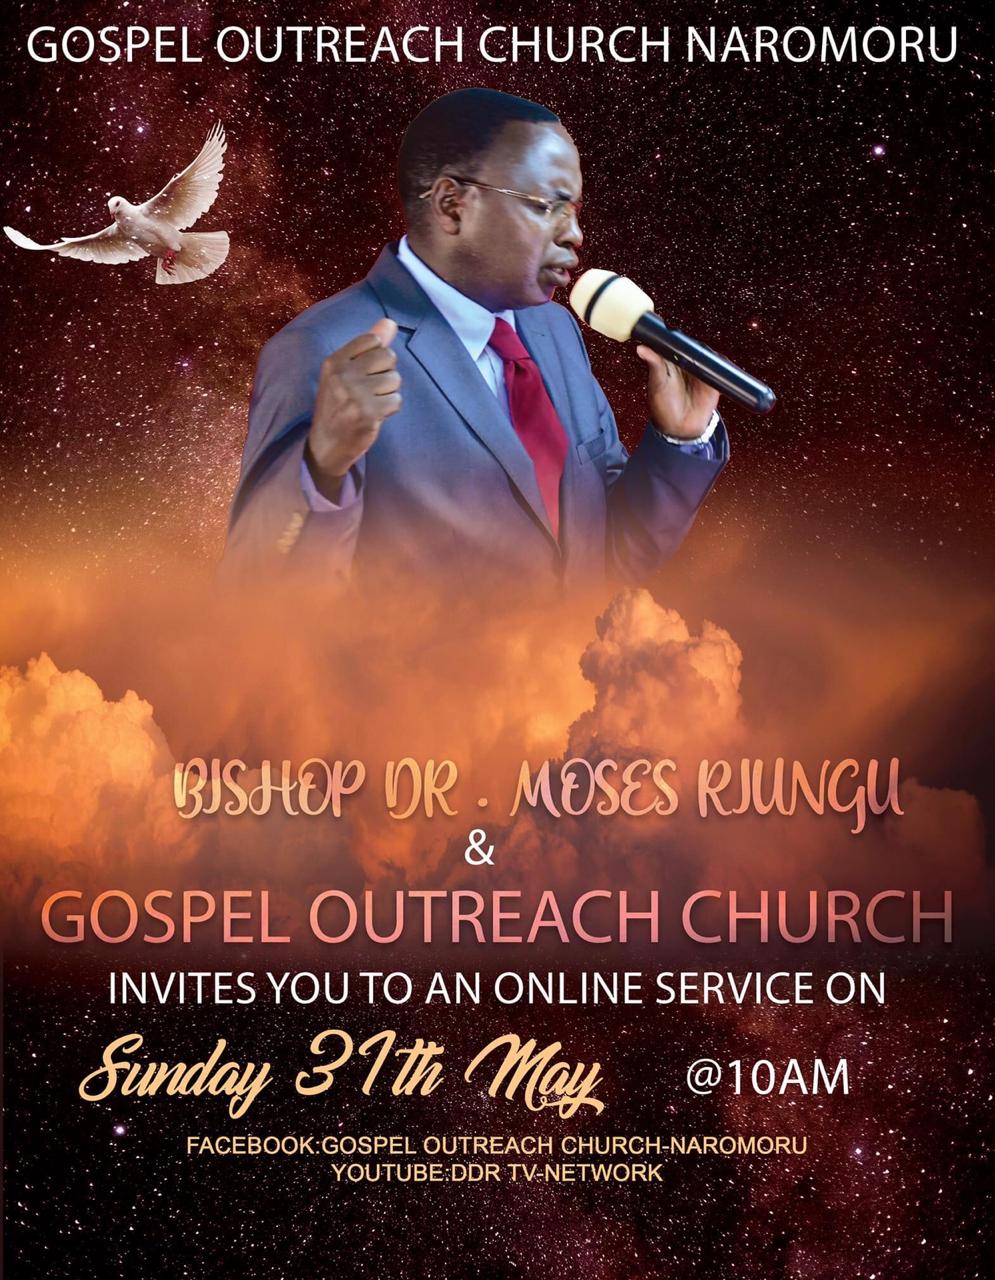 GOSPEL OUTREACH CHURCH NAROMORU
BISHOP DR . MOSES RIUNGU
&
GOSPEL OUTREACH CHURCH
INVITES YOU TO AN ONLINE SERVICE ON
Sunday 31th May @10AM
FACEBOOK:GOSPEL OUTREACH CHURCH-NAROMORU
YOUTUBE:DDR TV-NETWORK